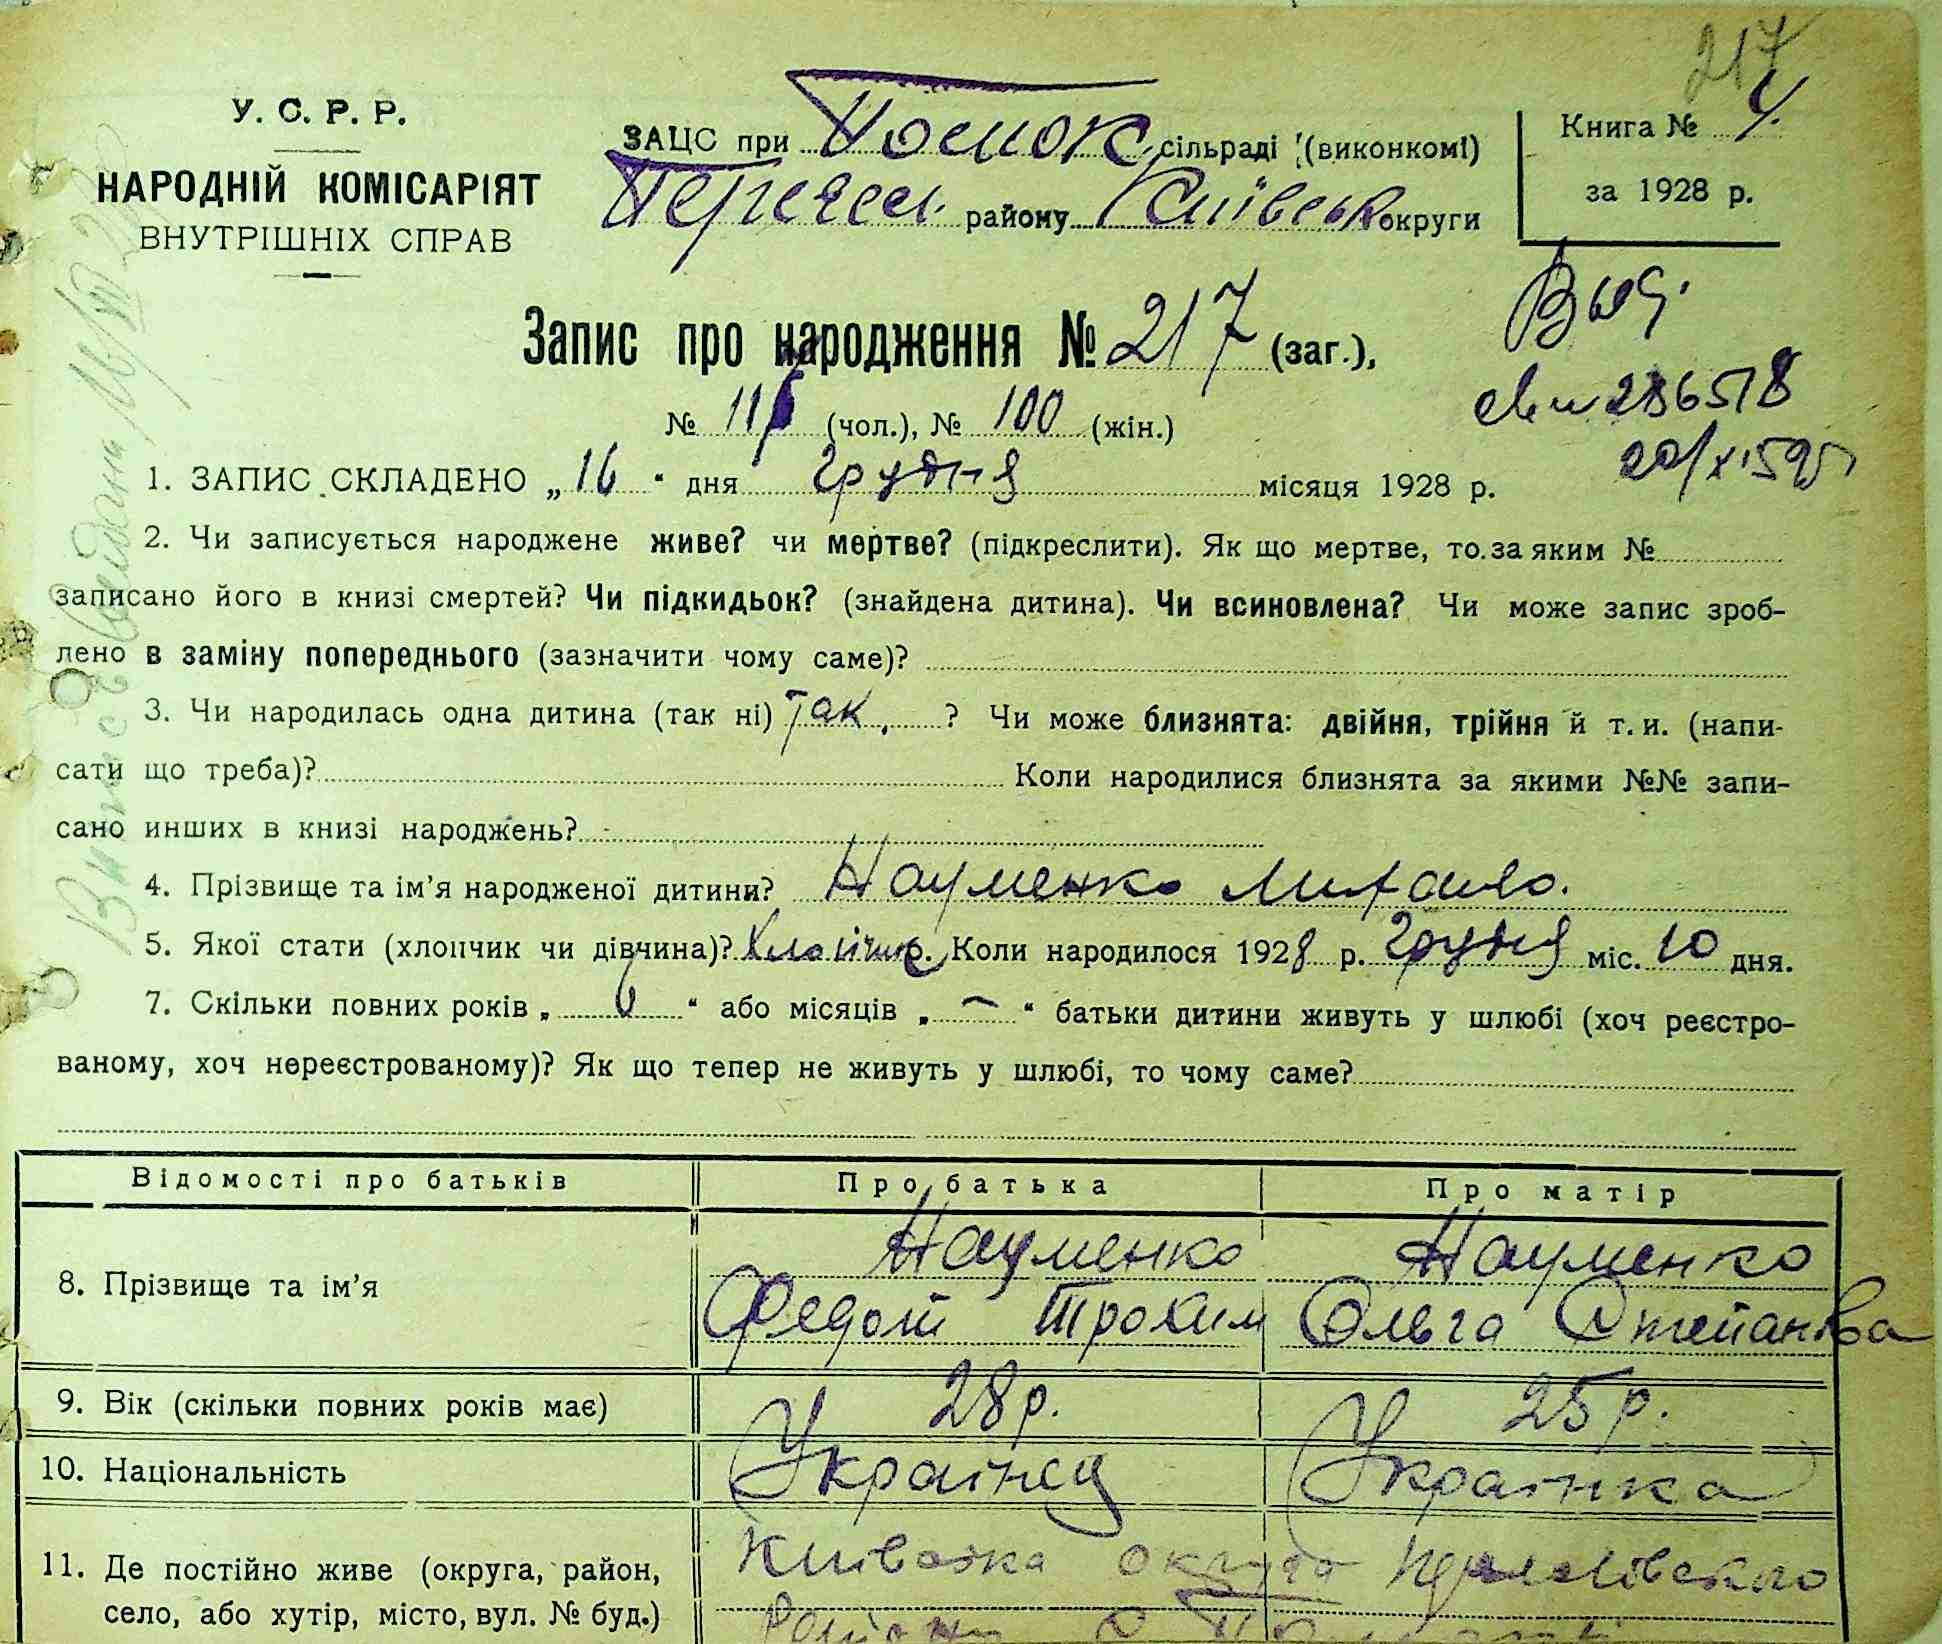 217
У. С. Р. Р.
НАРОДНІЙ КОМІСАРІЯТ
ВНУТРІШНІХ СПРАВ
ЗАЦС при Помок сільраді (виконкомі)
району Київськ округи
Книга № 4.
за 1928 р.
Запис про народження № 217 (заг.),
№ 11 (чол.), № 100 (жін.)
286518
1. ЗАПИС СКЛАДЕНО „16“ дня грудня місяця 1928 р.
2. Чи записується народжене живе? чи мертве? (підкреслити). Як що мертве, то за яким №
записано його в книзі смертей? Чи підкидьок? (знайдена дитина). Чи всиновлена? Чи може запис зроб-
лено в заміну попереднього (зазначити чому саме)?
3. Чи народилась одна дитина (так ні) так ? Чи може близнята: двійня, трійня й т. и. (напи-
сати що треба)? Коли народилися близнята за якими №№ запи-
сано инших в книзі народжень?
4. Прізвище та ім’я народженої дитини? Науменко Михайло.
5. Якої стати (хлопчик чи дівчина)? Хлопчик. Коли народилося 1928 р. грудня міс. 10 дня.
7. Скільки повних років „ 6 “ або місяців „ — “ батьки дитини живуть у шлюбі (хоч реєстро-
ваному, хоч нереєстрованому)? Як що тепер не живуть у шлюбі, то чому саме?
Відомості про батьків Про батька Про матір
8. Прізвище та ім’я Науменко Федот Трохим Науменко Ольга Степанова
9. Вік (скільки повних років має) 28 р. 25 р.
10. Національність Українец Українка
11. Де постійно живе (округа, район, округа
село, або хутір, місто, вул. № буд.)